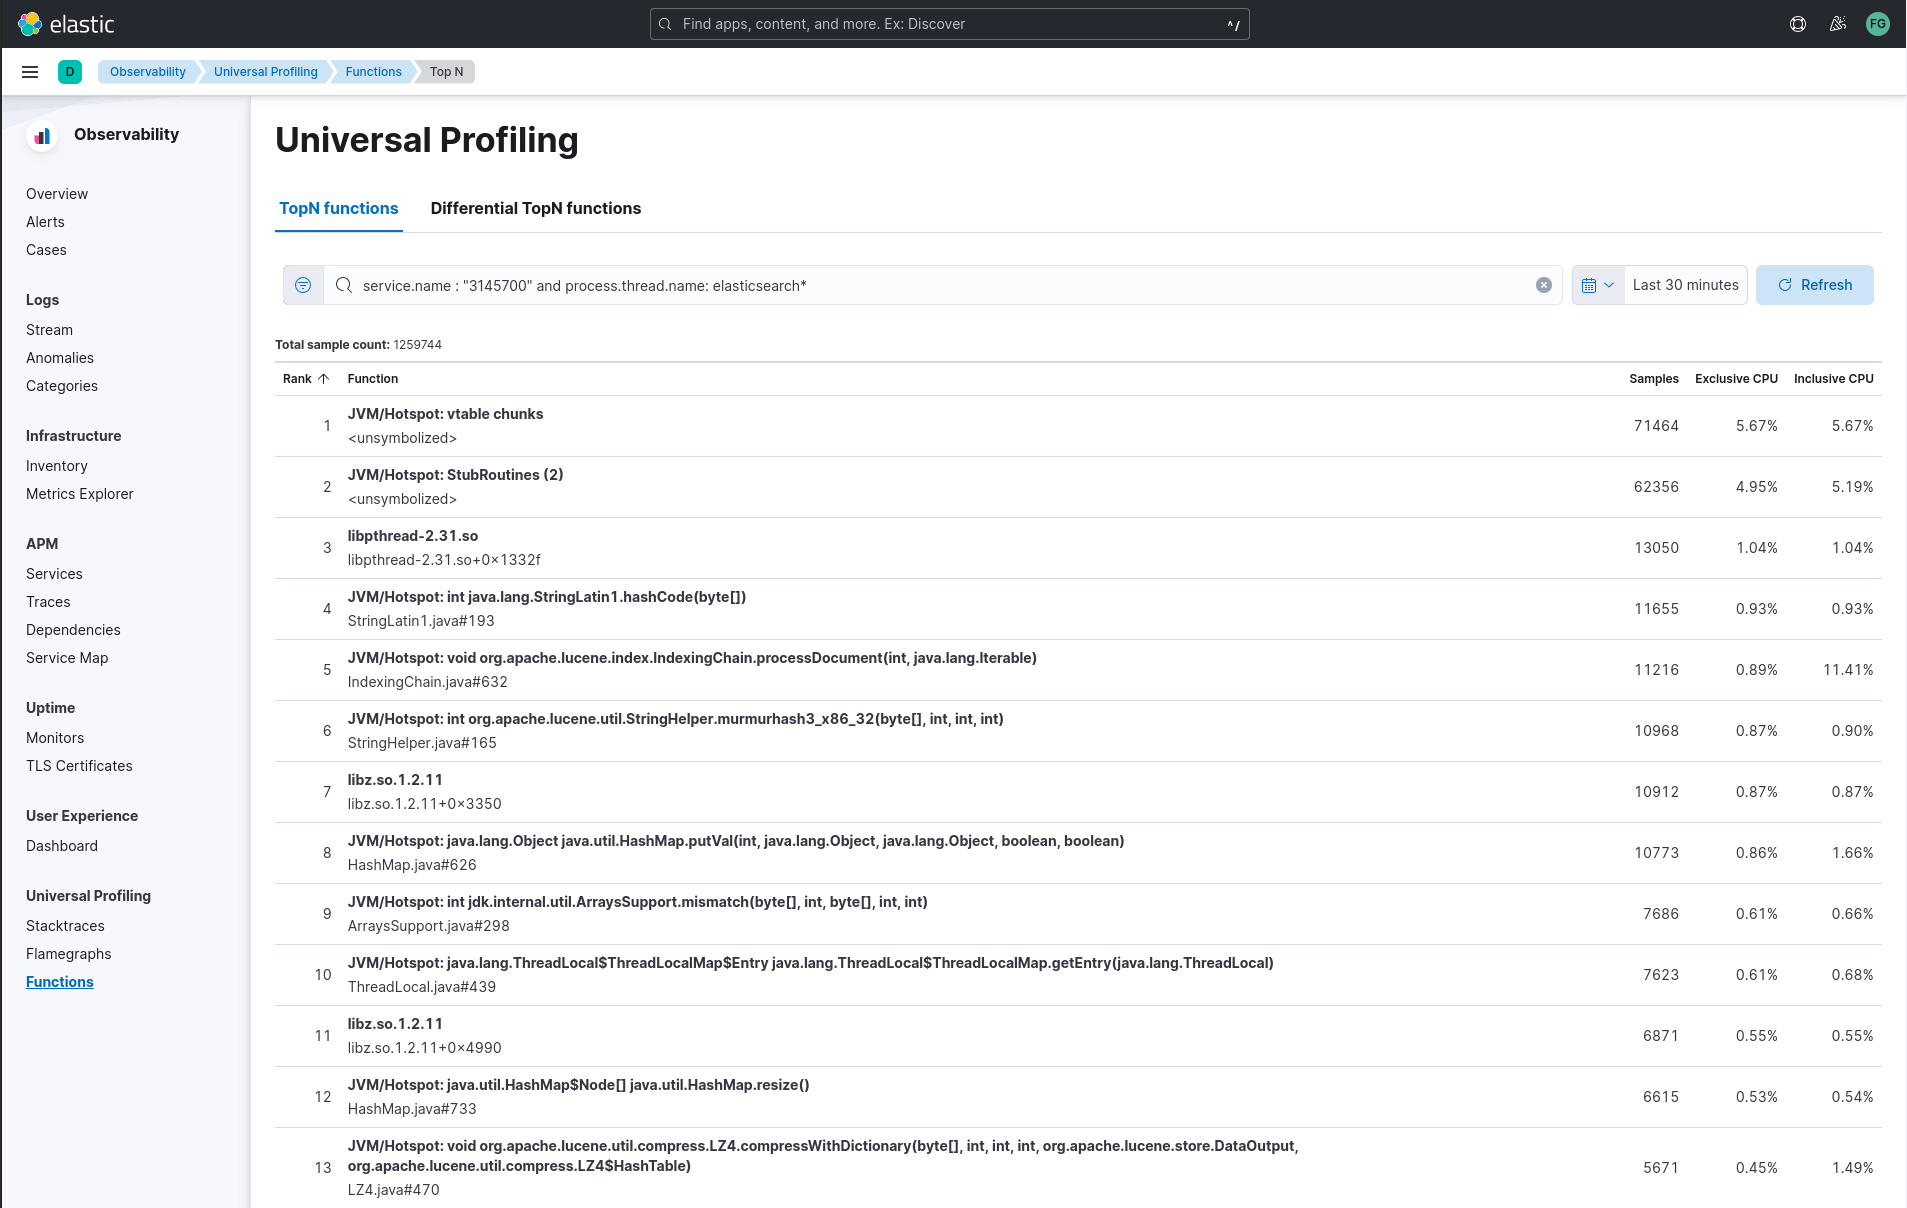 elastic
Find apps, content, and more. Ex: Discover
^/
FG
D
Observability
Universal Profiling
Functions
Top N
Observability
Overview
Alerts
Cases
Logs
Stream
Anomalies
Categories
Infrastructure
Inventory
Metrics Explorer
APM
Services
Traces
Dependencies
Service Map
Uptime
Monitors
TLS Certificates
User Experience
Dashboard
Universal Profiling
Stacktraces
Flamegraphs
Functions
Universal Profiling
TopN functions
Differential TopN functions
service.name : "3145700" and process.thread.name: elasticsearch*
Last 30 minutes
Refresh
Total sample count: 1259744
Rank Function Samples Exclusive CPU Inclusive CPU
JVM/Hotspot: vtable chunks
1 71464 5.67% 5.67%
<unsymbolized>
JVM/Hotspot: StubRoutines (2)
2 62356 4.95% 5.19%
<unsymbolized>
libpthread-2.31.so
3 13050 1.04% 1.04%
libpthread-2.31.so+0x1332f
JVM/Hotspot: int java.lang.StringLatin1.hashCode(byte[])
4 11655 0.93% 0.93%
StringLatin1.java#193
JVM/Hotspot: void org.apache.lucene.index.IndexingChain.processDocument(int, java.lang.Iterable)
5 11216 0.89% 11.41%
IndexingChain.java#632
JVM/Hotspot: int org.apache.lucene.util.StringHelper.murmurhash3_x86_32(byte[], int, int, int)
6 10968 0.87% 0.90%
StringHelper.java#165
libz.so.1.2.11
7 10912 0.87% 0.87%
libz.so.1.2.11+0x3350
JVM/Hotspot: java.lang.Object java.util.HashMap.putVal(int, java.lang.Object, java.lang.Object, boolean, boolean)
8 10773 0.86% 1.66%
HashMap.java#626
JVM/Hotspot: int jdk.internal.util.ArraysSupport.mismatch(byte[], int, byte[], int, int)
9 7686 0.61% 0.66%
ArraysSupport.java#298
JVM/Hotspot: java.lang.ThreadLocal$ThreadLocalMap$Entry java.lang.ThreadLocal$ThreadLocalMap.getEntry(java.lang.ThreadLocal)
10 7623 0.61% 0.68%
ThreadLocal.java#439
libz.so.1.2.11
11 6871 0.55% 0.55%
libz.so.1.2.11+0x4990
JVM/Hotspot: java.util.HashMap$Node[] java.util.HashMap.resize()
12 6615 0.53% 0.54%
HashMap.java#733
JVM/Hotspot: void org.apache.lucene.util.compress.LZ4.compressWithDictionary(byte[], int, int, int, org.apache.lucene.store.DataOutput,
org.apache.lucene.util.compress.LZ4$HashTable)
13 5671 0.45% 1.49%
LZ4.java#470